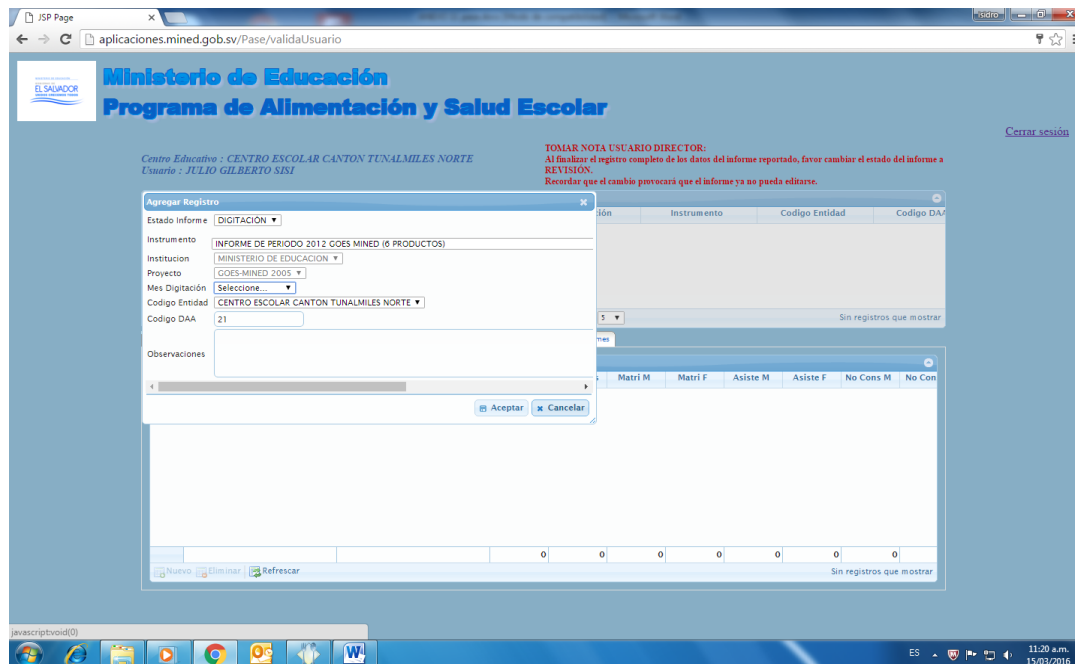 JSP Page
Isidro
aplicaciones.mined.gob.sv/Pase/validaUsuario
EL SALVADOR
Ministerio de Educación
Programa de Alimentación y Salud Escolar
Cerrar sesión
Centro Educativo : CENTRO ESCOLAR CANTON TUNALMILES NORTE
Usuario : JULIO GILBERTO SISI
TOMAR NOTA USUARIO DIRECTOR:
Al finalizar el registro completo de los datos del informe reportado, favor cambiar el estado del informe a
REVISIÓN.
Recordar que el cambio provocará que el informe ya no pueda editarse.
Agregar Registro
Estado Informe DIGITACIÓN
Instrumento INFORME DE PERIODO 2012 GOES MINED (6 PRODUCTOS)
Institucion MINISTERIO DE EDUCACION
Proyecto GOES-MINED 2005
Mes Digitación Seleccione...
Codigo Entidad CENTRO ESCOLAR CANTON TUNALMILES NORTE
Codigo DAA 21
Observaciones
Aceptar Cancelar
ción Instrumento Codigo Entidad Codigo DAA
5 Sin registros que mostrar
mes
s Matri M Matri F Asiste M Asiste F No Cons M No Con
0 0 0 0 0 0 0
Nuevo Eliminar Refrescar Sin registros que mostrar
javascript:void(0)
ES 11:20 a.m.
15/03/2016